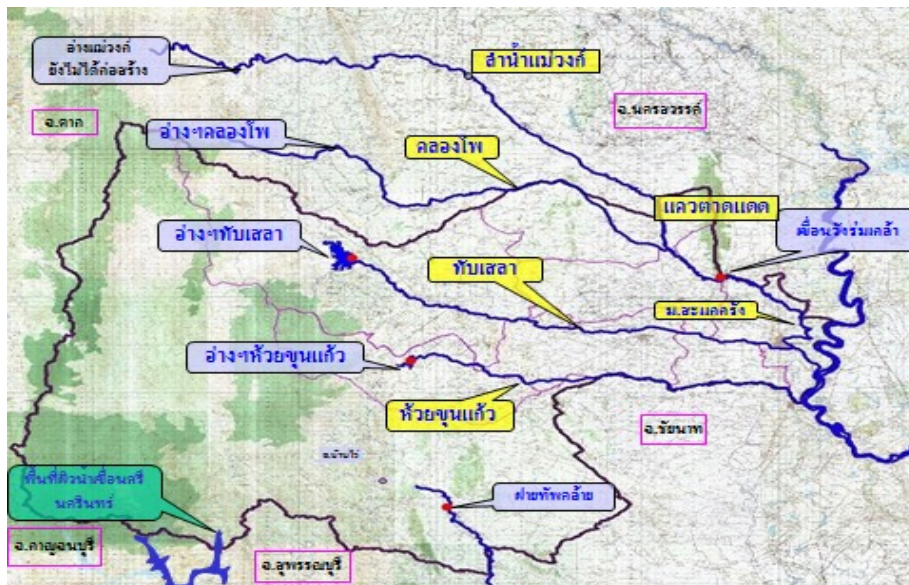 อ่างแม่วงก์
ยังไม่ได้ก่อสร้าง
ลำน้ำแม่วงก์
จ.นครสวรรค์
จ.ตาก
อ่างฯคลองโพ
คลองโพ
แควตากแดด
เขื่อนวังร่มเกล้า
อ่างฯทับเสลา
ทับเสลา
ม.สะแกกรัง
อ่างฯห้วยขุนแก้ว
ห้วยขุนแก้ว
จ.ชัยนาท
อ.บ้านไร่
พื้นที่ผิวน้ำเขื่อนศรี
นครินทร์
ฝายทัพคล้าย
จ.กาญจนบุรี
จ.สุพรรณบุรี